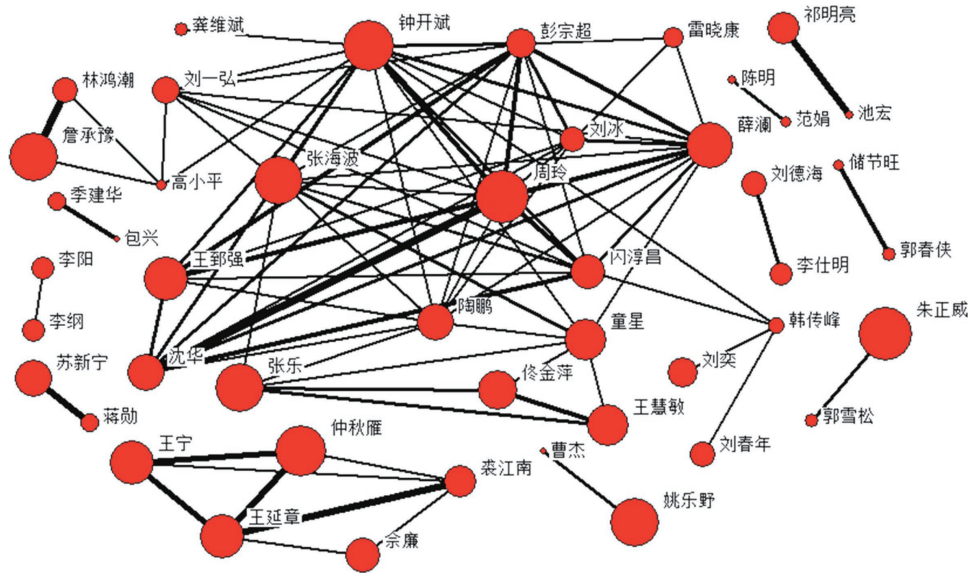 龚维斌
钟开斌
彭宗超
雷晓康
祁明亮
林鸿潮
刘一弘
陈明
范娟
池宏
詹承豫
张海波
刘冰
薛澜
高小平
周玲
刘德海
储节旺
季建华
包兴
王郅强
闪淳昌
李仕明
郭春侠
李阳
李纲
陶鹏
童星
韩传峰
朱正威
沈华
张乐
佟金萍
刘奕
苏新宁
蒋勋
王慧敏
刘春年
郭雪松
王宁
仲秋雁
裘江南
曹杰
姚乐野
王延章
佘廉